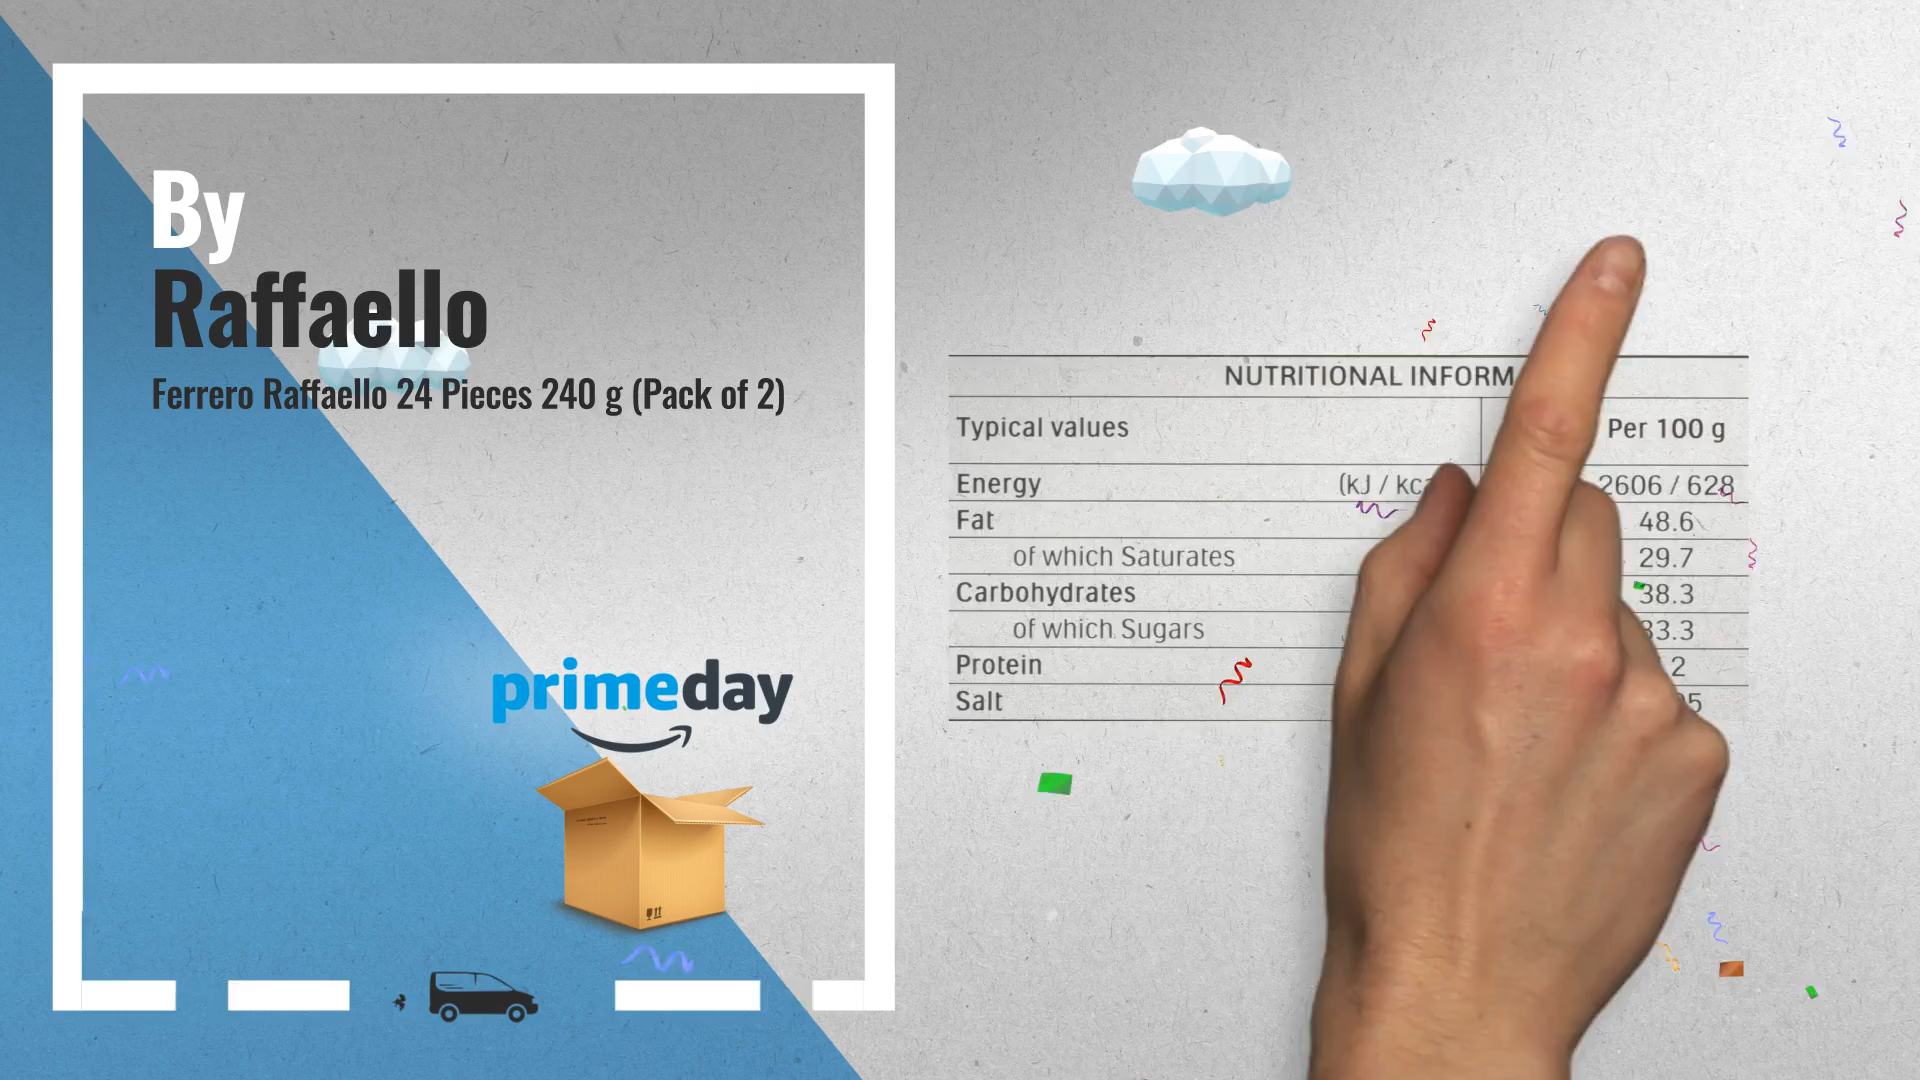 By
Raffaello
Ferrero Raffaello 24 Pieces 240 g (Pack of 2)
primeday
NUTRITIONAL INFORM
Typical values Per 100 g
Energy (kJ / kc 2606 / 628
Fat 48.6
of which Saturates 29.7
Carbohydrates 38.3
of which Sugars 33.3
Protein 2
Salt 5